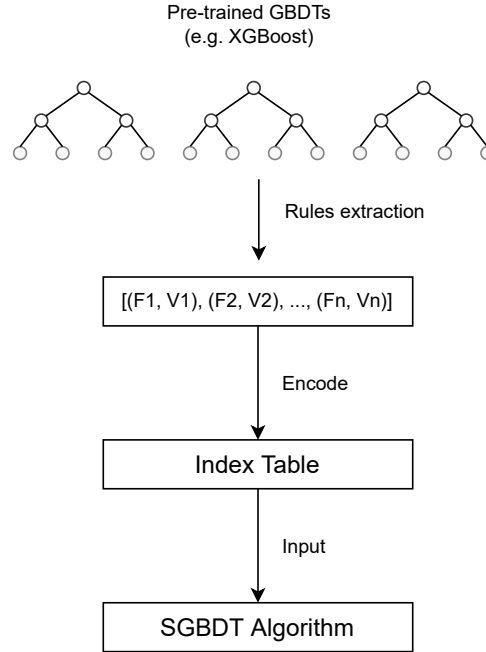 Pre-trained GBDTs
(e.g. XGBoost)
Rules extraction
[(F1, V1), (F2, V2), ..., (Fn, Vn)]
Encode
Index Table
Input
SGBDT Algorithm